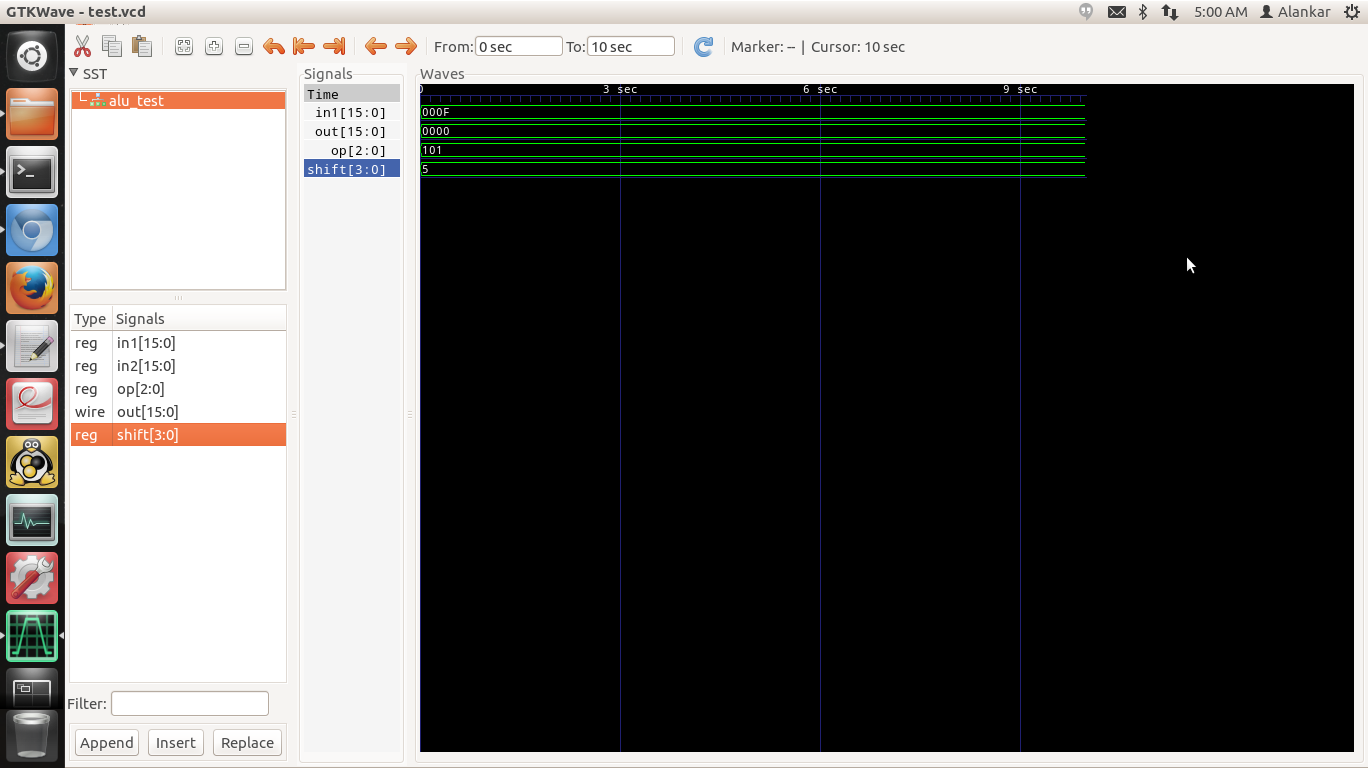 GTKWave - test.vcd
5:00 AM Alankar
From: 0 sec To: 10 sec Marker: -- | Cursor: 10 sec
SST
alu_test
Type Signals
reg in1[15:0]
reg in2[15:0]
reg op[2:0]
wire out[15:0]
reg shift[3:0]
Filter:
Append Insert Replace
Signals
Time
in1[15:0]
out[15:0]
op[2:0]
shift[3:0]
Waves
0 3 sec 6 sec 9 sec
000F
0000
101
5